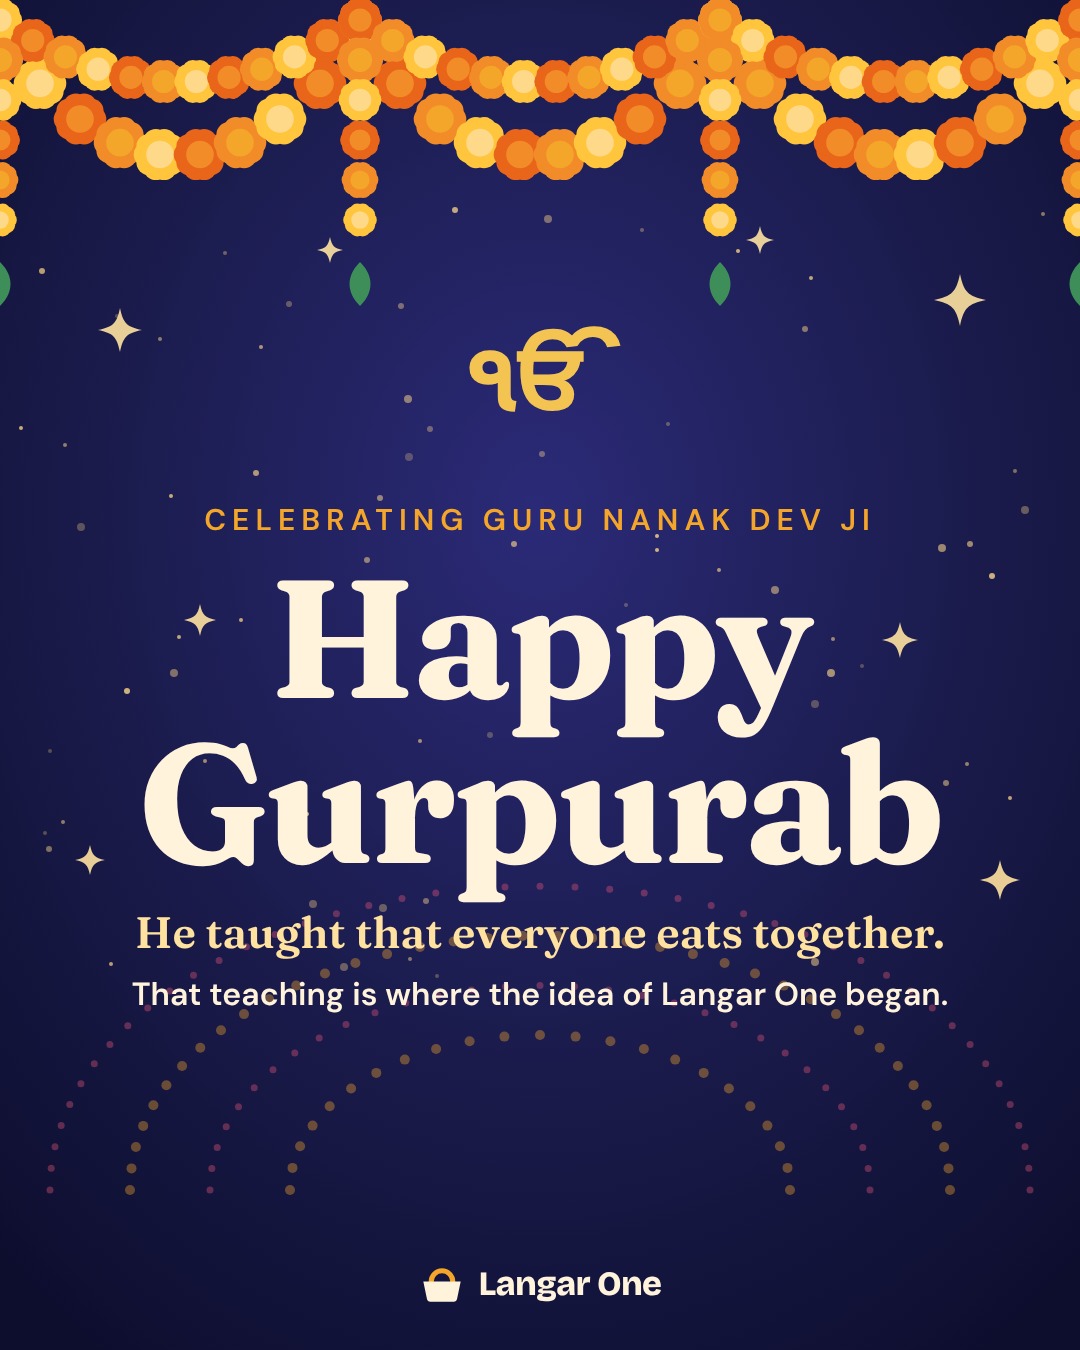 ੴ
CELEBRATING GURU NANAK DEV JI
Happy
Gurpurab
He taught that everyone eats together.
That teaching is where the idea of Langar One began.
Langar One